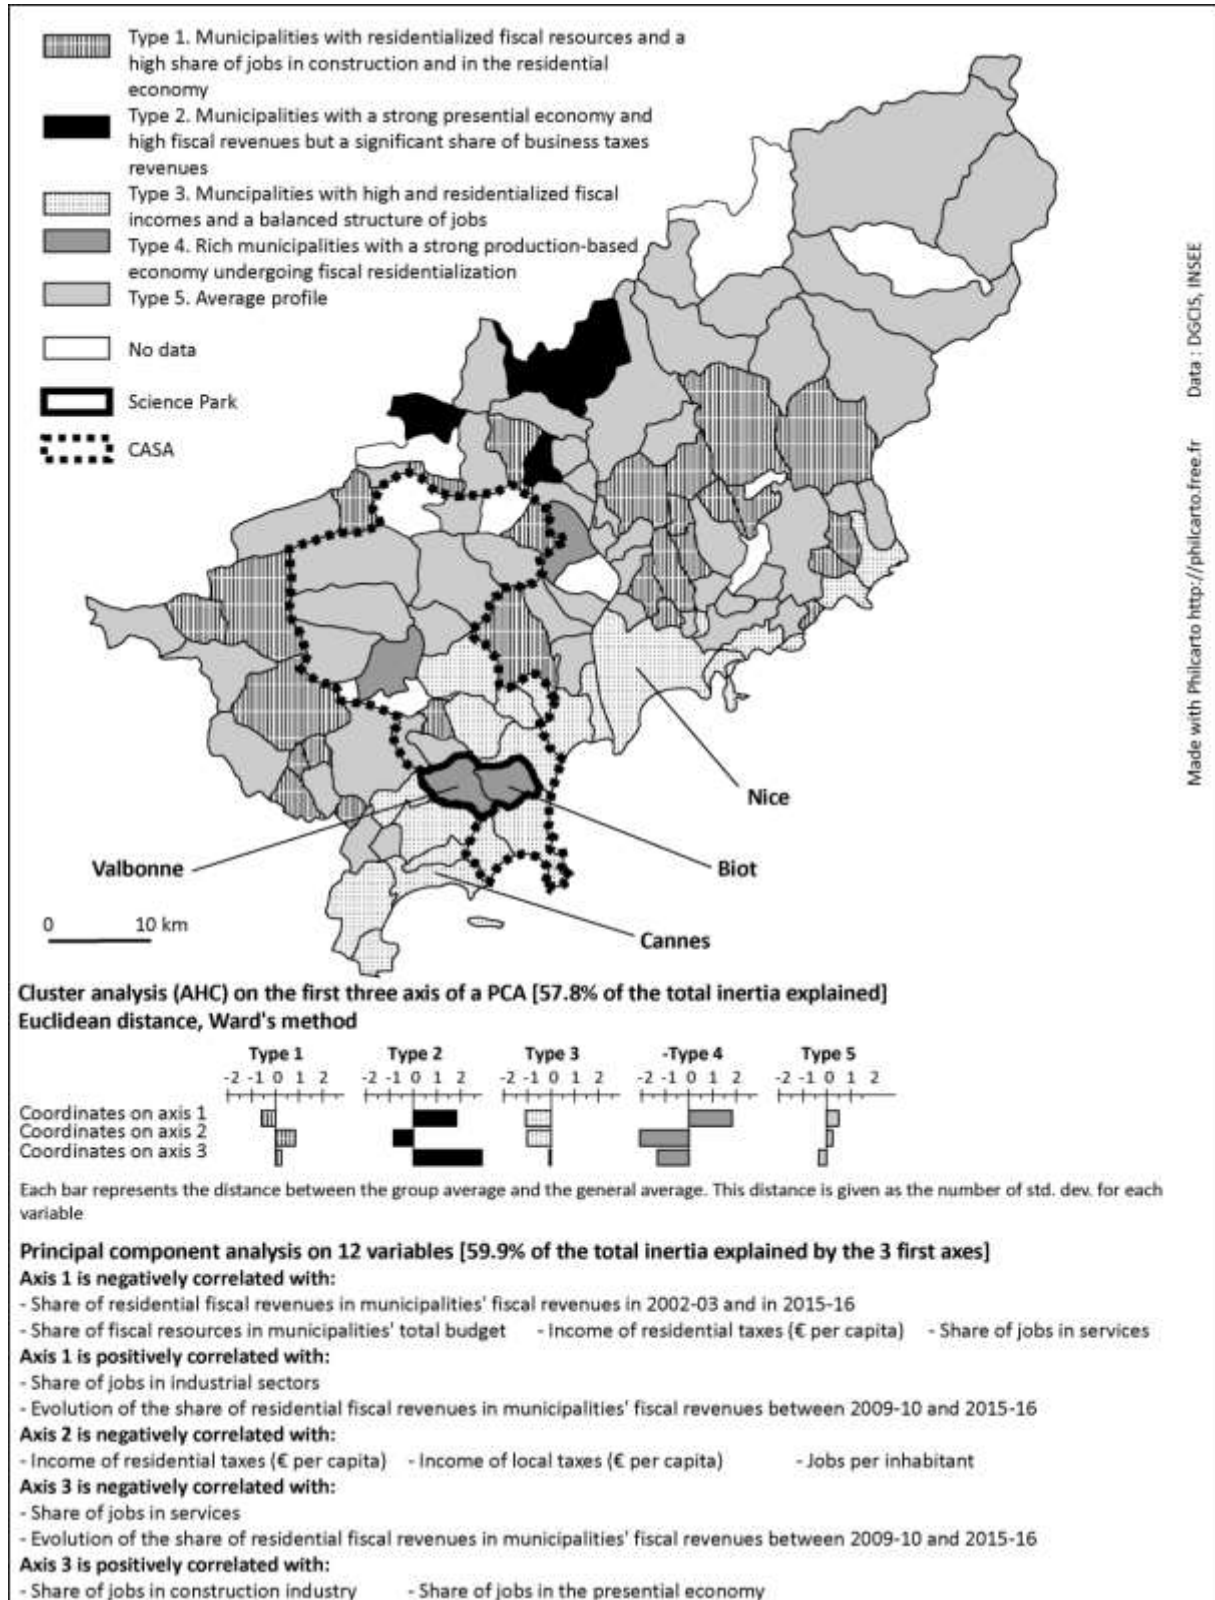 Type 1. Municipalities with residentialized fiscal resources and a
high share of jobs in construction and in the residential
economy
Type 2. Municipalities with a strong presential economy and
high fiscal revenues but a significant share of business taxes
revenues
Type 3. Muncipalities with high and residentialized fiscal
incomes and a balanced structure of jobs
Type 4. Rich municipalities with a strong production-based
economy undergoing fiscal residentialization
Type 5. Average profile
No data
Science Park
CASA
Made with Philcarto http://philcarto.free.fr Data : DGCIS, INSEE
Nice
Valbonne
Biot
Cannes
0 10 km
Cluster analysis (AHC) on the first three axis of a PCA [57.8% of the total inertia explained]
Euclidean distance, Ward's method
Type 1 Type 2 Type 3 -Type 4 Type 5
-2 -1 0 1 2 -2 -1 0 1 2 -2 -1 0 1 2 -2 -1 0 1 2 -2 -1 0 1 2
Coordinates on axis 1
Coordinates on axis 2
Coordinates on axis 3
Each bar represents the distance between the group average and the general average. This distance is given as the number of std. dev. for each
variable
Principal component analysis on 12 variables [59.9% of the total inertia explained by the 3 first axes]
Axis 1 is negatively correlated with:
- Share of residential fiscal revenues in municipalities' fiscal revenues in 2002-03 and in 2015-16
- Share of fiscal resources in municipalities' total budget - Income of residential taxes (€ per capita) - Share of jobs in services
Axis 1 is positively correlated with:
- Share of jobs in industrial sectors
- Evolution of the share of residential fiscal revenues in municipalities' fiscal revenues between 2009-10 and 2015-16
Axis 2 is negatively correlated with:
- Income of residential taxes (€ per capita) - Income of local taxes (€ per capita) - Jobs per inhabitant
Axis 3 is negatively correlated with:
- Share of jobs in services
- Evolution of the share of residential fiscal revenues in municipalities' fiscal revenues between 2009-10 and 2015-16
Axis 3 is positively correlated with:
- Share of jobs in construction industry - Share of jobs in the presential economy